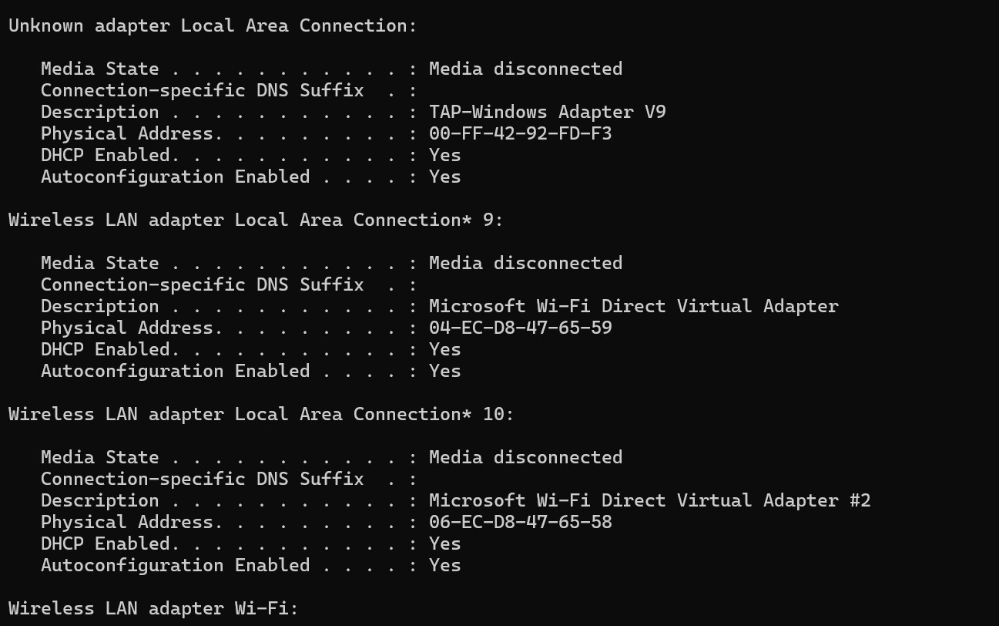 Unknown adapter Local Area Connection:
Media State . . . . . . . . . . . : Media disconnected
Connection-specific DNS Suffix  . :
Description . . . . . . . . . . . : TAP-Windows Adapter V9
Physical Address. . . . . . . . . : 00-FF-42-92-FD-F3
DHCP Enabled. . . . . . . . . . . : Yes
Autoconfiguration Enabled . . . . : Yes
Wireless LAN adapter Local Area Connection* 9:
Media State . . . . . . . . . . . : Media disconnected
Connection-specific DNS Suffix  . :
Description . . . . . . . . . . . : Microsoft Wi-Fi Direct Virtual Adapter
Physical Address. . . . . . . . . : 04-EC-D8-47-65-59
DHCP Enabled. . . . . . . . . . . : Yes
Autoconfiguration Enabled . . . . : Yes
Wireless LAN adapter Local Area Connection* 10:
Media State . . . . . . . . . . . : Media disconnected
Connection-specific DNS Suffix  . :
Description . . . . . . . . . . . : Microsoft Wi-Fi Direct Virtual Adapter #2
Physical Address. . . . . . . . . : 06-EC-D8-47-65-58
DHCP Enabled. . . . . . . . . . . : Yes
Autoconfiguration Enabled . . . . : Yes
Wireless LAN adapter Wi-Fi: